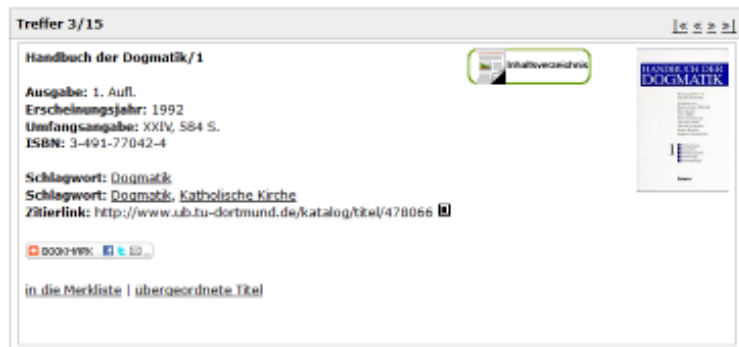 Treffer 3/15
|« « » »|
Handbuch der Dogmatik/1
Inhaltsverzeichnis
HANDBUCH DER
DOGMATIK
1
Ausgabe: 1. Aufl.
Erscheinungsjahr: 1992
Umfangsangabe: XXIV, 584 S.
ISBN: 3-491-77042-4
Schlagwort: Dogmatik
Schlagwort: Dogmatik, Katholische Kirche
Zitierlink: http://www.ub.tu-dortmund.de/katalog/titel/478066
BOOKMARK
in die Merkliste | übergeordnete Titel